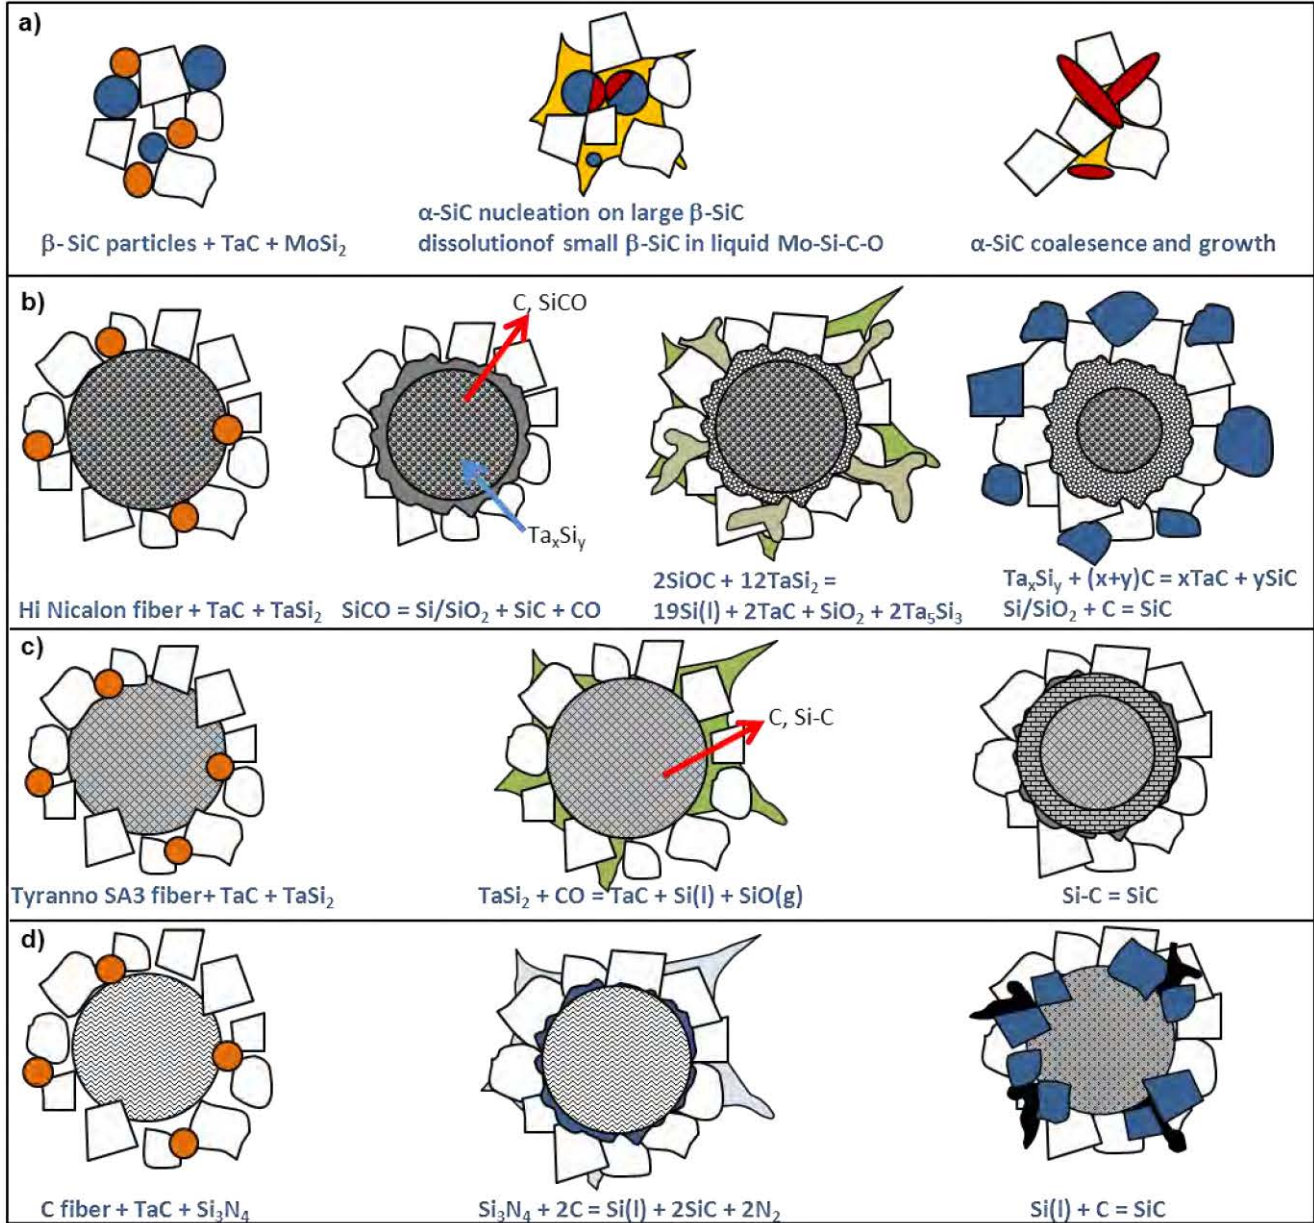 a)
β- SiC particles + TaC + MoSi₂
α-SiC nucleation on large β-SiC
dissolutionof small β-SiC in liquid Mo-Si-C-O
α-SiC coalesence and growth
b)
C, SiCO
TaₓSiᵧ
Hi Nicalon fiber + TaC + TaSi₂
SiCO = Si/SiO₂ + SiC + CO
2SiOC + 12TaSi₂ =
19Si(l) + 2TaC + SiO₂ + 2Ta₅Si₃
TaₓSiᵧ + (x+y)C = xTaC + ySiC
Si/SiO₂ + C = SiC
c)
C, Si-C
Tyranno SA3 fiber+ TaC + TaSi₂
TaSi₂ + CO = TaC + Si(l) + SiO(g)
Si-C = SiC
d)
C fiber + TaC + Si₃N₄
Si₃N₄ + 2C = Si(l) + 2SiC + 2N₂
Si(l) + C = SiC